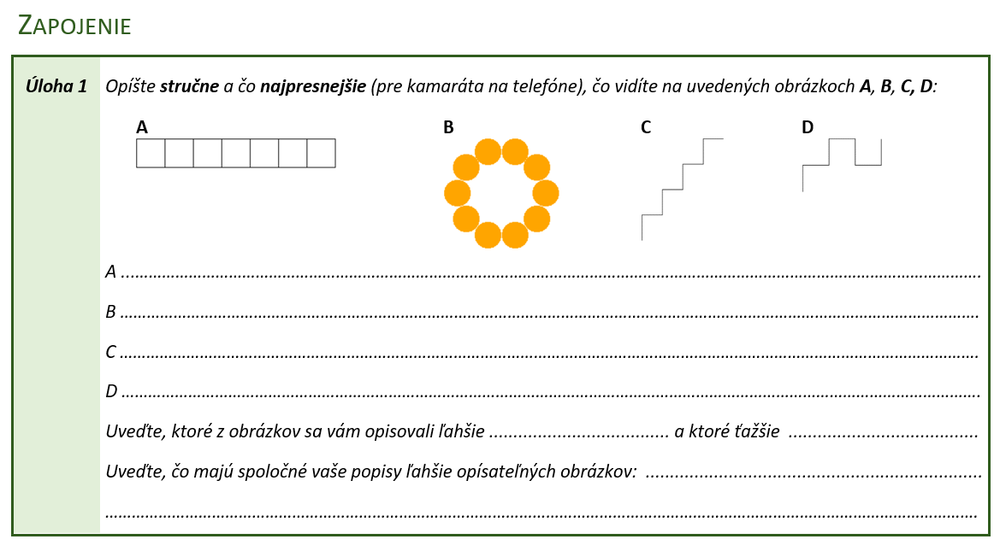 ZAPOJENIE
Úloha 1 Opíšte stručne a čo najpresnejšie (pre kamaráta na telefóne), čo vidíte na uvedených obrázkoch A, B, C, D:
A B C D
A ................................................................................................
B ................................................................................................
C ................................................................................................
D ................................................................................................
Uveďte, ktoré z obrázkov sa vám opisovali ľahšie ..................................... a ktoré ťažšie .......................................
Uveďte, čo majú spoločné vaše popisy ľahšie opísateľných obrázkov: .....................................................................
................................................................................................